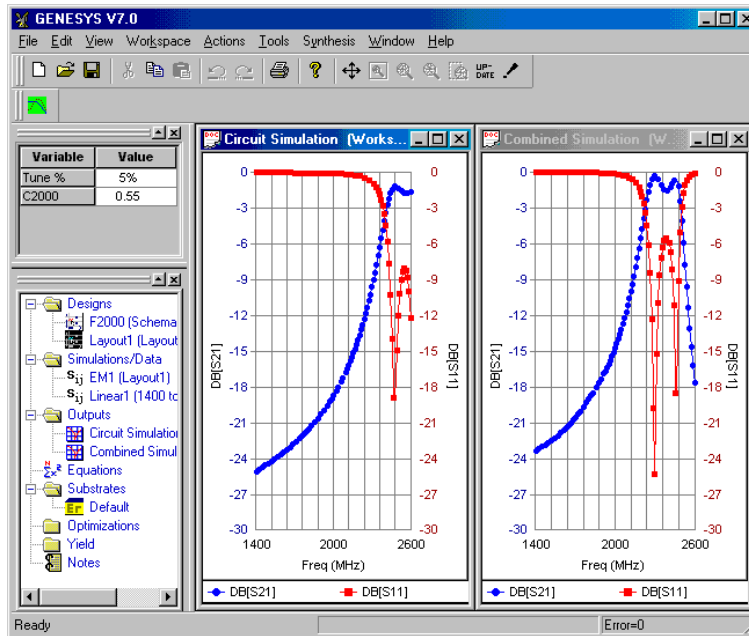 GENESYS V7.0
File Edit View Workspace Actions Tools Synthesis Window Help
UP-
DATE
Variable Value
Tune % 5%
C2000 0.55
Designs
F2000 (Schema
Layout1 (Layout
Simulations/Data
Sij EM1 (Layout1)
Sij Linear1 (1400 to
Outputs
Circuit Simulation
Combined Simul
Equations
Substrates
Er Default
Optimizations
Yield
Notes
DOC Circuit Simulation (Works...
0 0
-3 -3
-6 -6
-9 -9
-12 -12
-15 -15
-18 -18
-21 -21
-24 -24
-27 -27
-30 -30
DB[S21]
DB[S11]
1400 2000 2600
Freq (MHz)
DB[S21] DB[S11]
DOC Combined Simulation (W...
0 0
-3 -3
-6 -6
-9 -9
-12 -12
-15 -15
-18 -18
-21 -21
-24 -24
-27 -27
-30 -30
DB[S21]
DB[S11]
1400 2000 2600
Freq (MHz)
DB[S21] DB[S11]
Ready Error=0